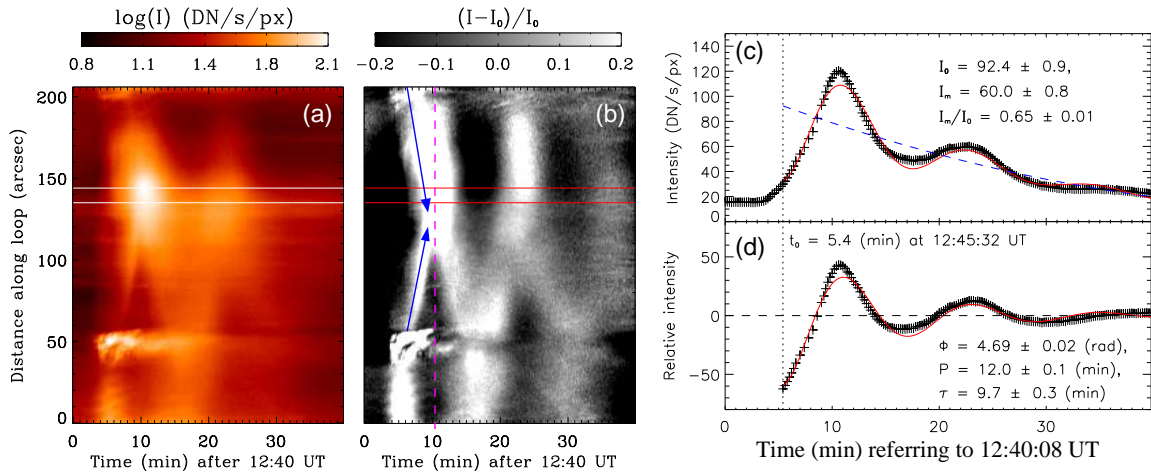 log(I) (DN/s/px)
0.8 1.1 1.4 1.8 2.1
(I−I₀)/I₀
−0.2 −0.1 0.0 0.1 0.2
(a)
200
150
100
50
0
Distance along loop (arcsec)
0 10 20 30
Time (min) after 12:40 UT
(b)
0 10 20 30
Time (min) after 12:40 UT
(c)
I₀ = 92.4 ± 0.9,
Iₘ = 60.0 ± 0.8
Iₘ/I₀ = 0.65 ± 0.01
140
120
100
80
60
40
20
0
Intensity (DN/s/px)
0 10 20 30
(d)
t₀ = 5.4 (min) at 12:45:32 UT
50
0
−50
Relative intensity
Φ = 4.69 ± 0.02 (rad),
P = 12.0 ± 0.1 (min),
τ = 9.7 ± 0.3 (min)
0 10 20 30
Time (min) referring to 12:40:08 UT